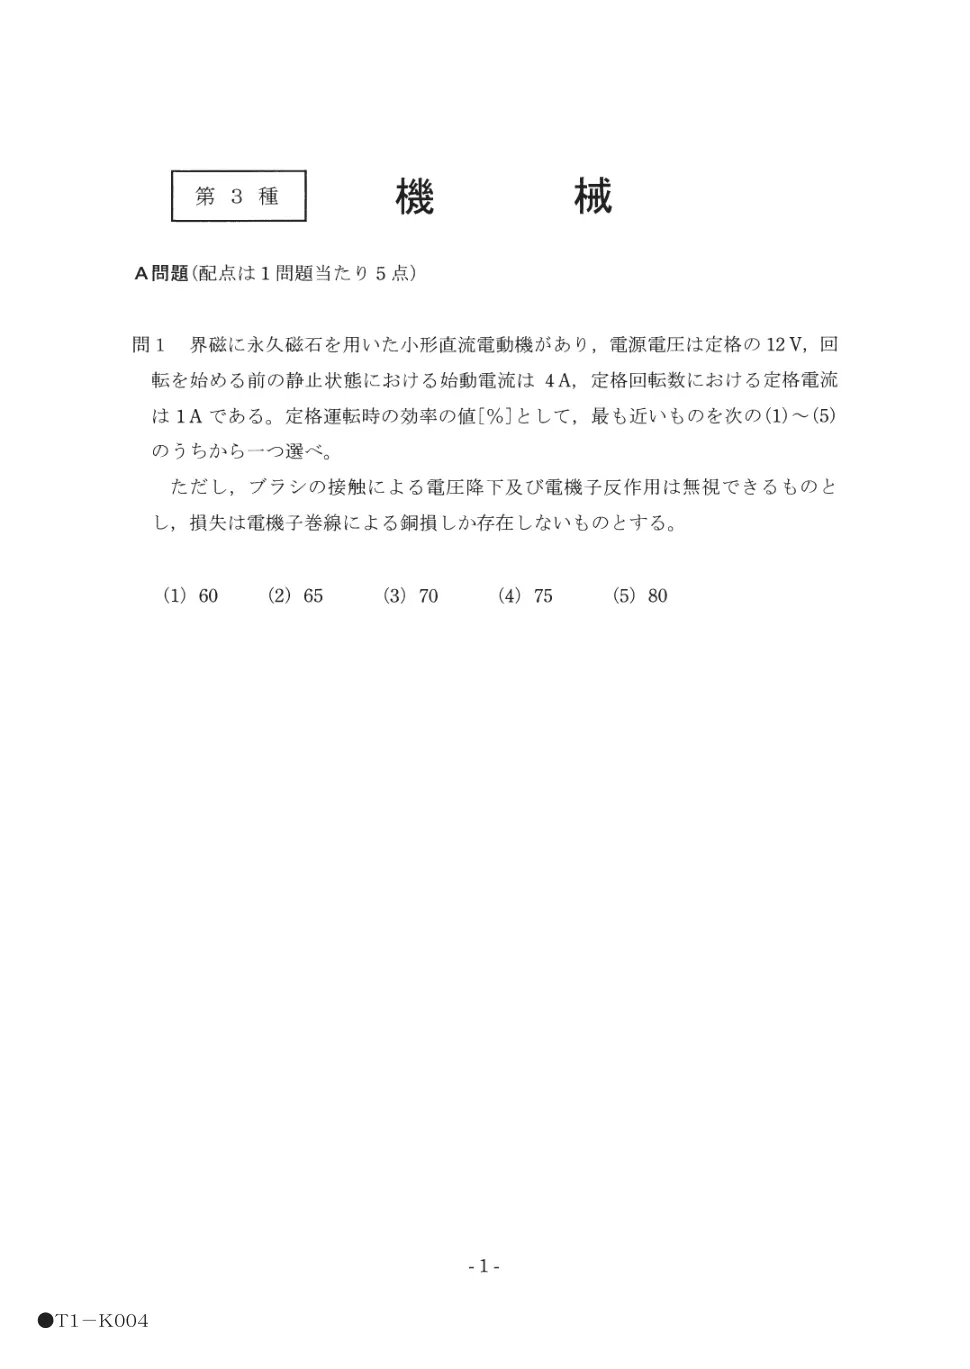 第 3 種
機 械
A問題(配点は1問題当たり5点)
問1 界磁に永久磁石を用いた小形直流電動機があり，電源電圧は定格の 12 V，回
転を始める前の静止状態における始動電流は 4 A，定格回転数における定格電流
は 1 A である。定格運転時の効率の値[%]として，最も近いものを次の(1)～(5)
のうちから一つ選べ。
ただし，ブラシの接触による電圧降下及び電機子反作用は無視できるものと
し，損失は電機子巻線による銅損しか存在しないものとする。
(1) 60 (2) 65 (3) 70 (4) 75 (5) 80
- 1 -
●T1－K004